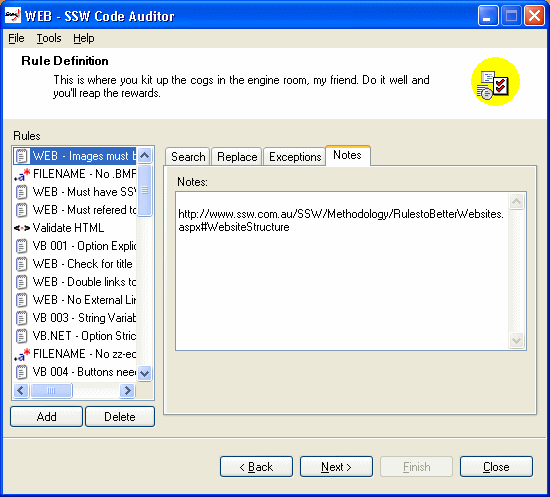 WEB - SSW Code Auditor
File Tools Help
Rule Definition
This is where you kit up the cogs in the engine room, my friend. Do it well and
you'll reap the rewards.
Rules
WEB - Images must b
FILENAME - No .BMP
WEB - Must have SSW
WEB - Must refered to
Validate HTML
VB 001 - Option Explic
WEB - Check for title
WEB - Double links to
WEB - No External Lin
VB 003 - String Variab
VB.NET - Option Stric
FILENAME - No zz-ec
VB 004 - Buttons need
Add Delete
Search Replace Exceptions Notes
Notes:
http://www.ssw.com.au/SSW/Methodology/RulestoBetterWebsites.
aspx#WebsiteStructure
< Back Next > Finish Close